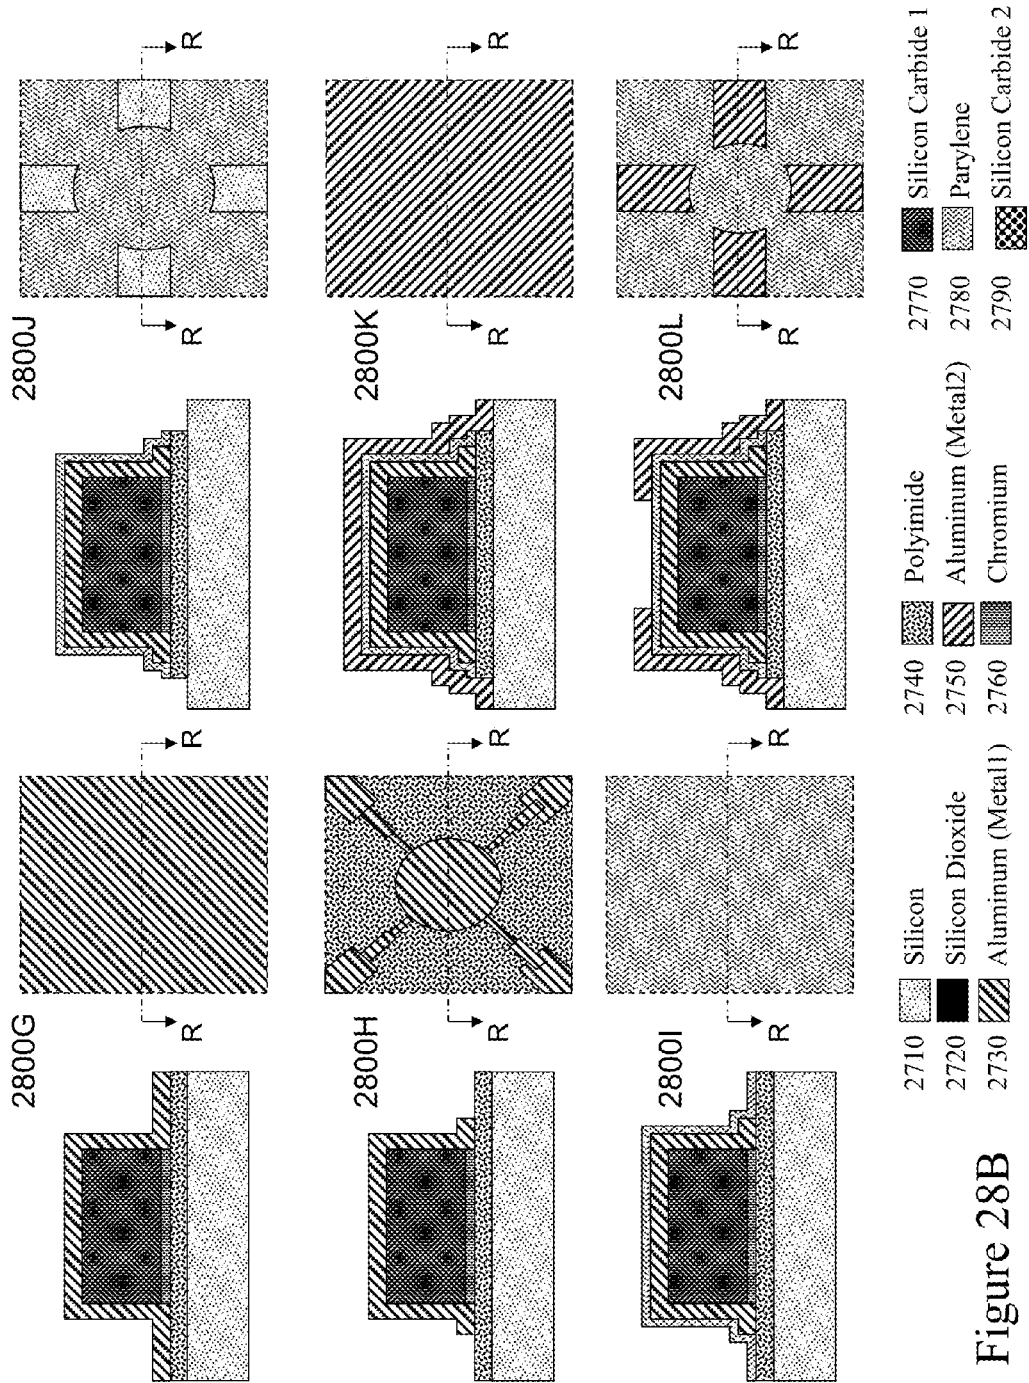 2800G
R
R
2800J
R
R
2800H
R
R
2800K
R
R
2800I
R
R
2800L
R
R
Figure 28B
2710 Silicon
2720 Silicon Dioxide
2730 Aluminum (Metal1)
2740 Polyimide
2750 Aluminum (Metal2)
2760 Chromium
2770 Silicon Carbide 1
2780 Parylene
2790 Silicon Carbide 2